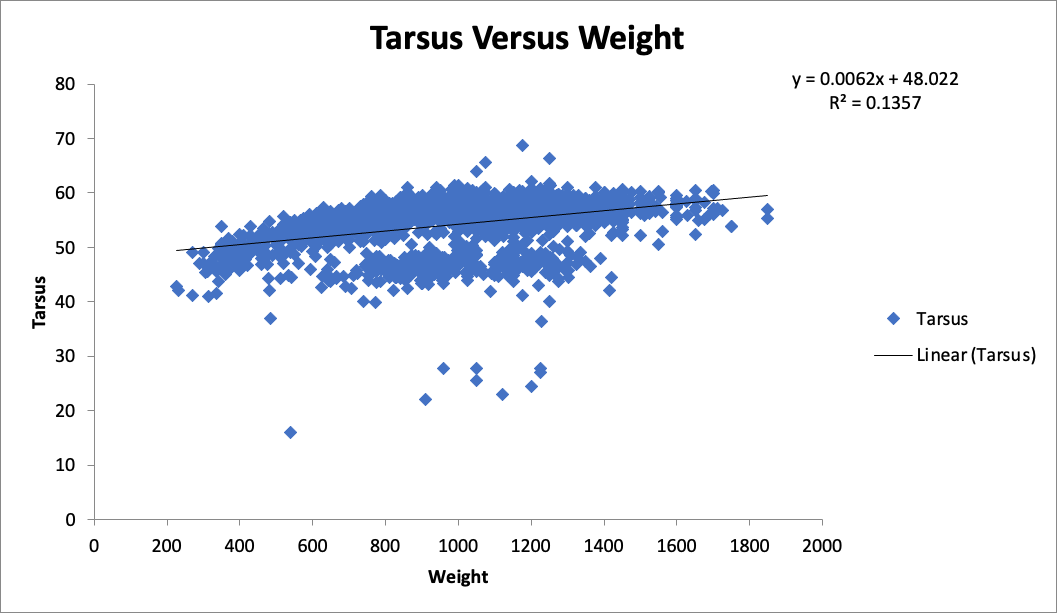 Tarsus Versus Weight
y = 0.0062x + 48.022
R² = 0.1357
80
70
60
50
40
30
20
10
0
Tarsus
0 200 400 600 800 1000 1200 1400 1600 1800 2000
Weight
Tarsus
Linear (Tarsus)